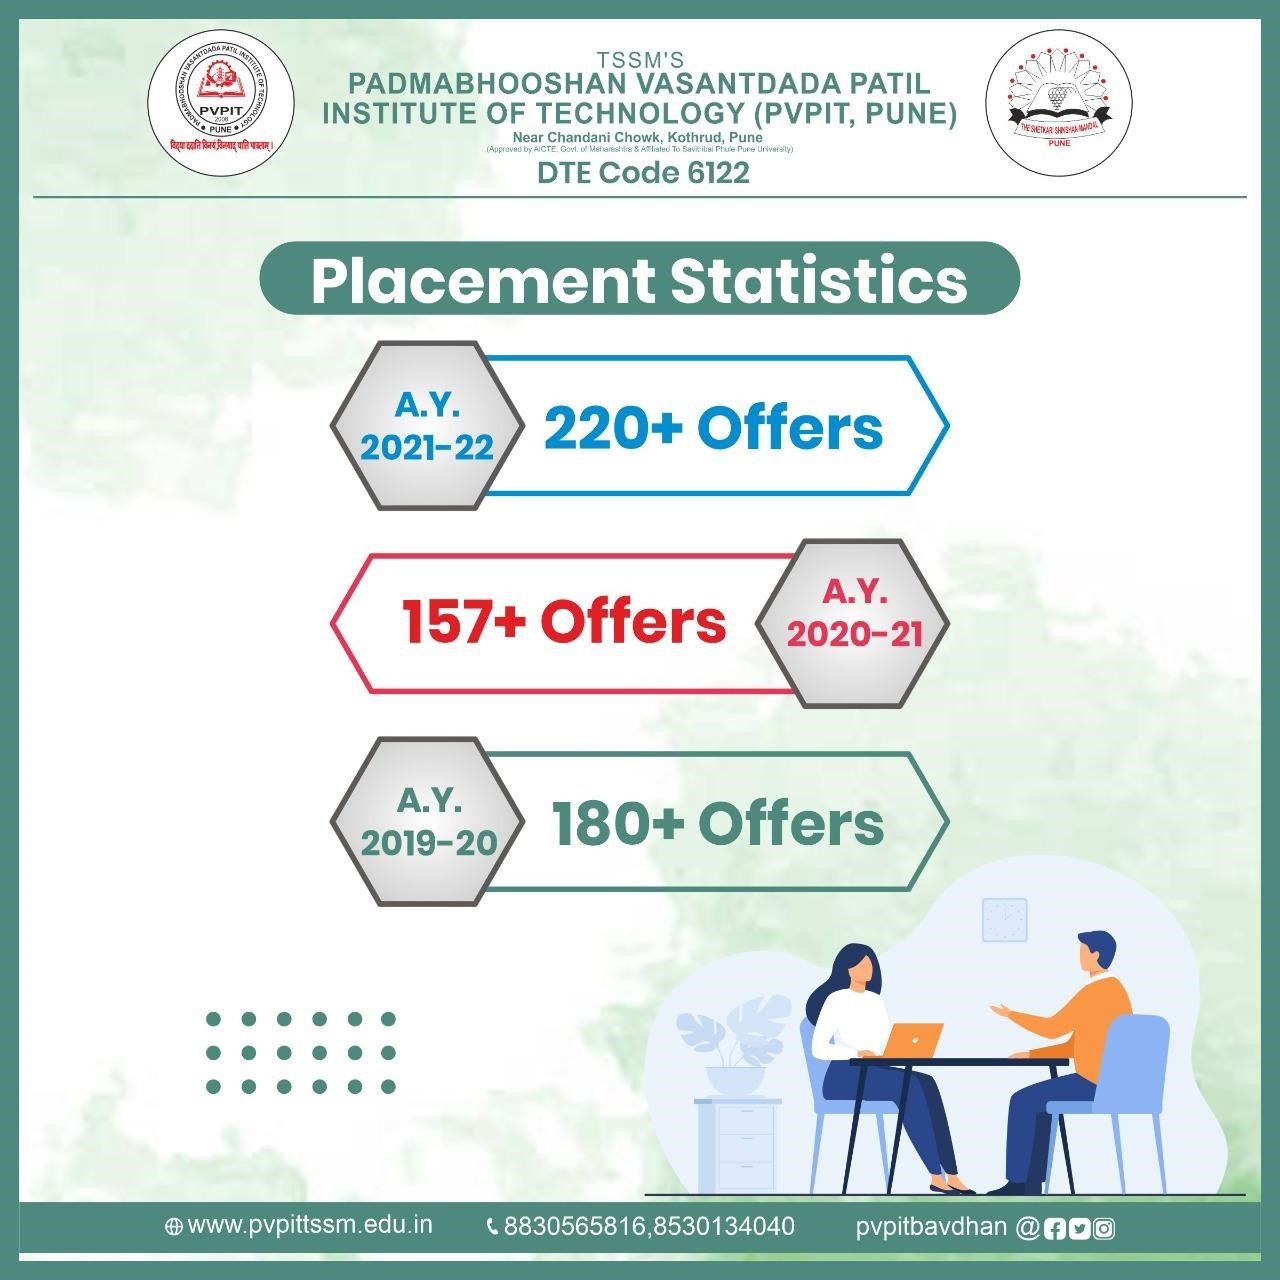 PADMABHOOSHAN VASANTDADA PATIL INSTITUTE OF TECHNOLOGY
PVPIT
2006
• PUNE •
विद्या ददाति विनयं,विनयाद् याति पात्रताम् ।
TSSM'S
PADMABHOOSHAN VASANTDADA PATIL
INSTITUTE OF TECHNOLOGY (PVPIT, PUNE)
Near Chandani Chowk, Kothrud, Pune
(Approved by AICTE, Govt. of Maharashtra & Affiliated To Savitribai Phule Pune University)
DTE Code 6122
THE SHETKARI SHIKSHAN MANDAL
PUNE
Placement Statistics
A.Y.
2021-22
220+ Offers
157+ Offers
A.Y.
2020-21
A.Y.
2019-20
180+ Offers
www.pvpittssm.edu.in
8830565816,8530134040
pvpitbavdhan @